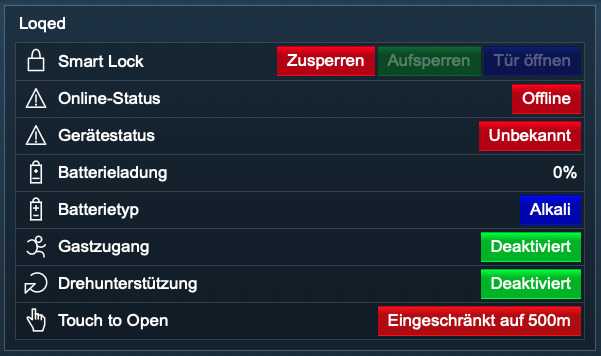 Loqed
Smart Lock Zusperren Aufsperren Tür öffnen
Online-Status Offline
Gerätestatus Unbekannt
Batterieladung 0%
Batterietyp Alkali
Gastzugang Deaktiviert
Drehunterstützung Deaktiviert
Touch to Open Eingeschränkt auf 500m